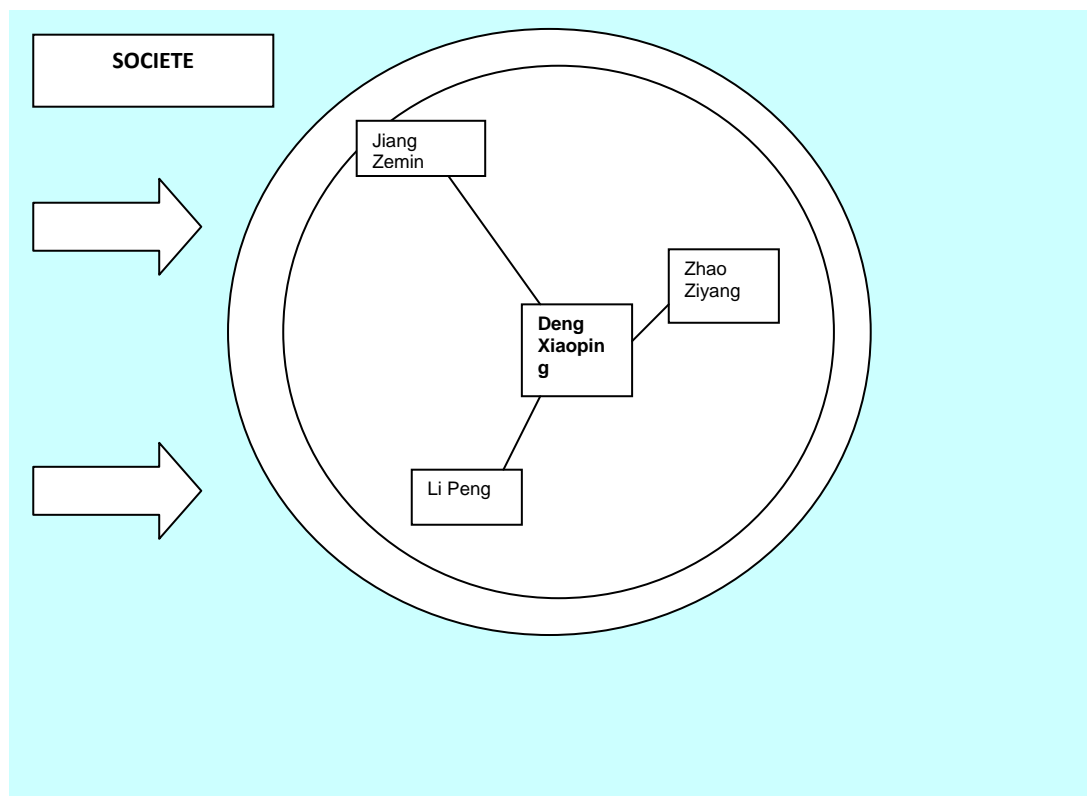 SOCIETE
Jiang
Zemin
Zhao
Ziyang
Deng
Xiaopin
g
Li Peng